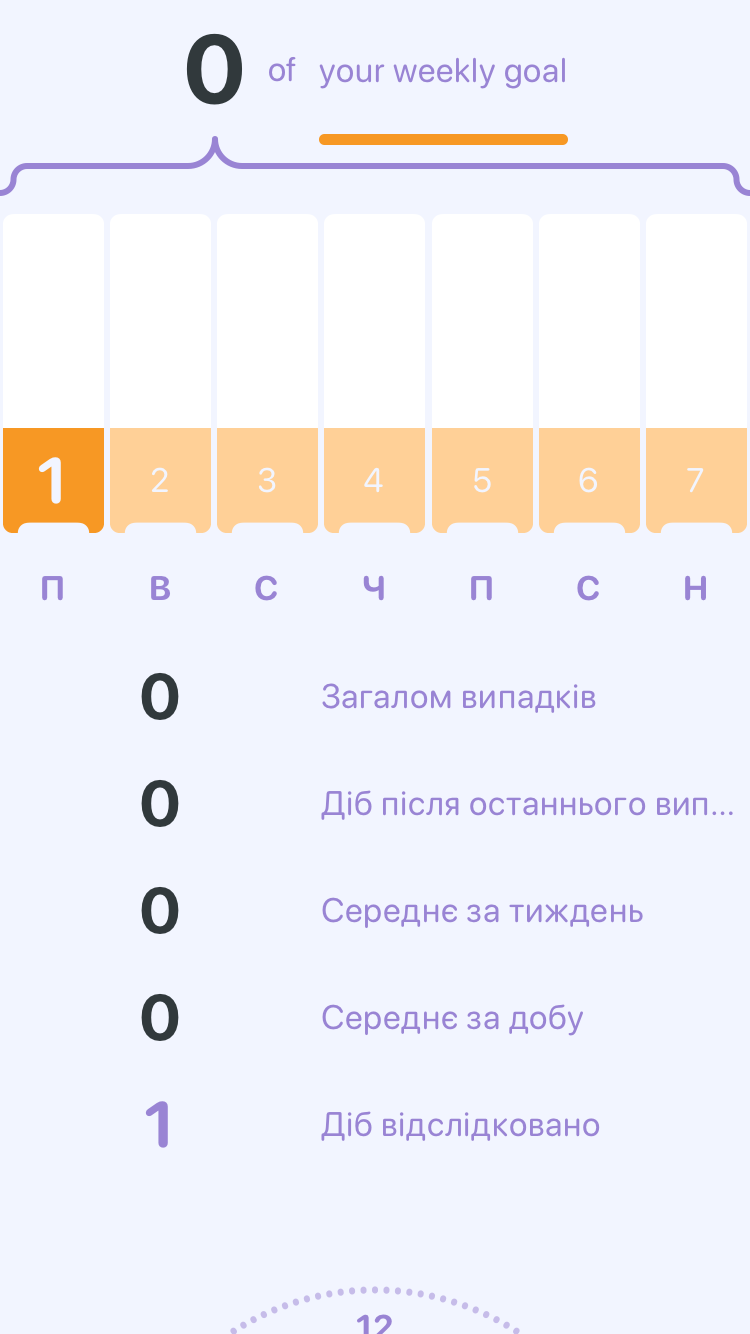 0 of your weekly goal
1 2 3 4 5 6 7
П В С Ч П С Н
0 Загалом випадків
0 Діб після останнього вип...
0 Середнє за тиждень
0 Середнє за добу
1 Діб відслідковано
12